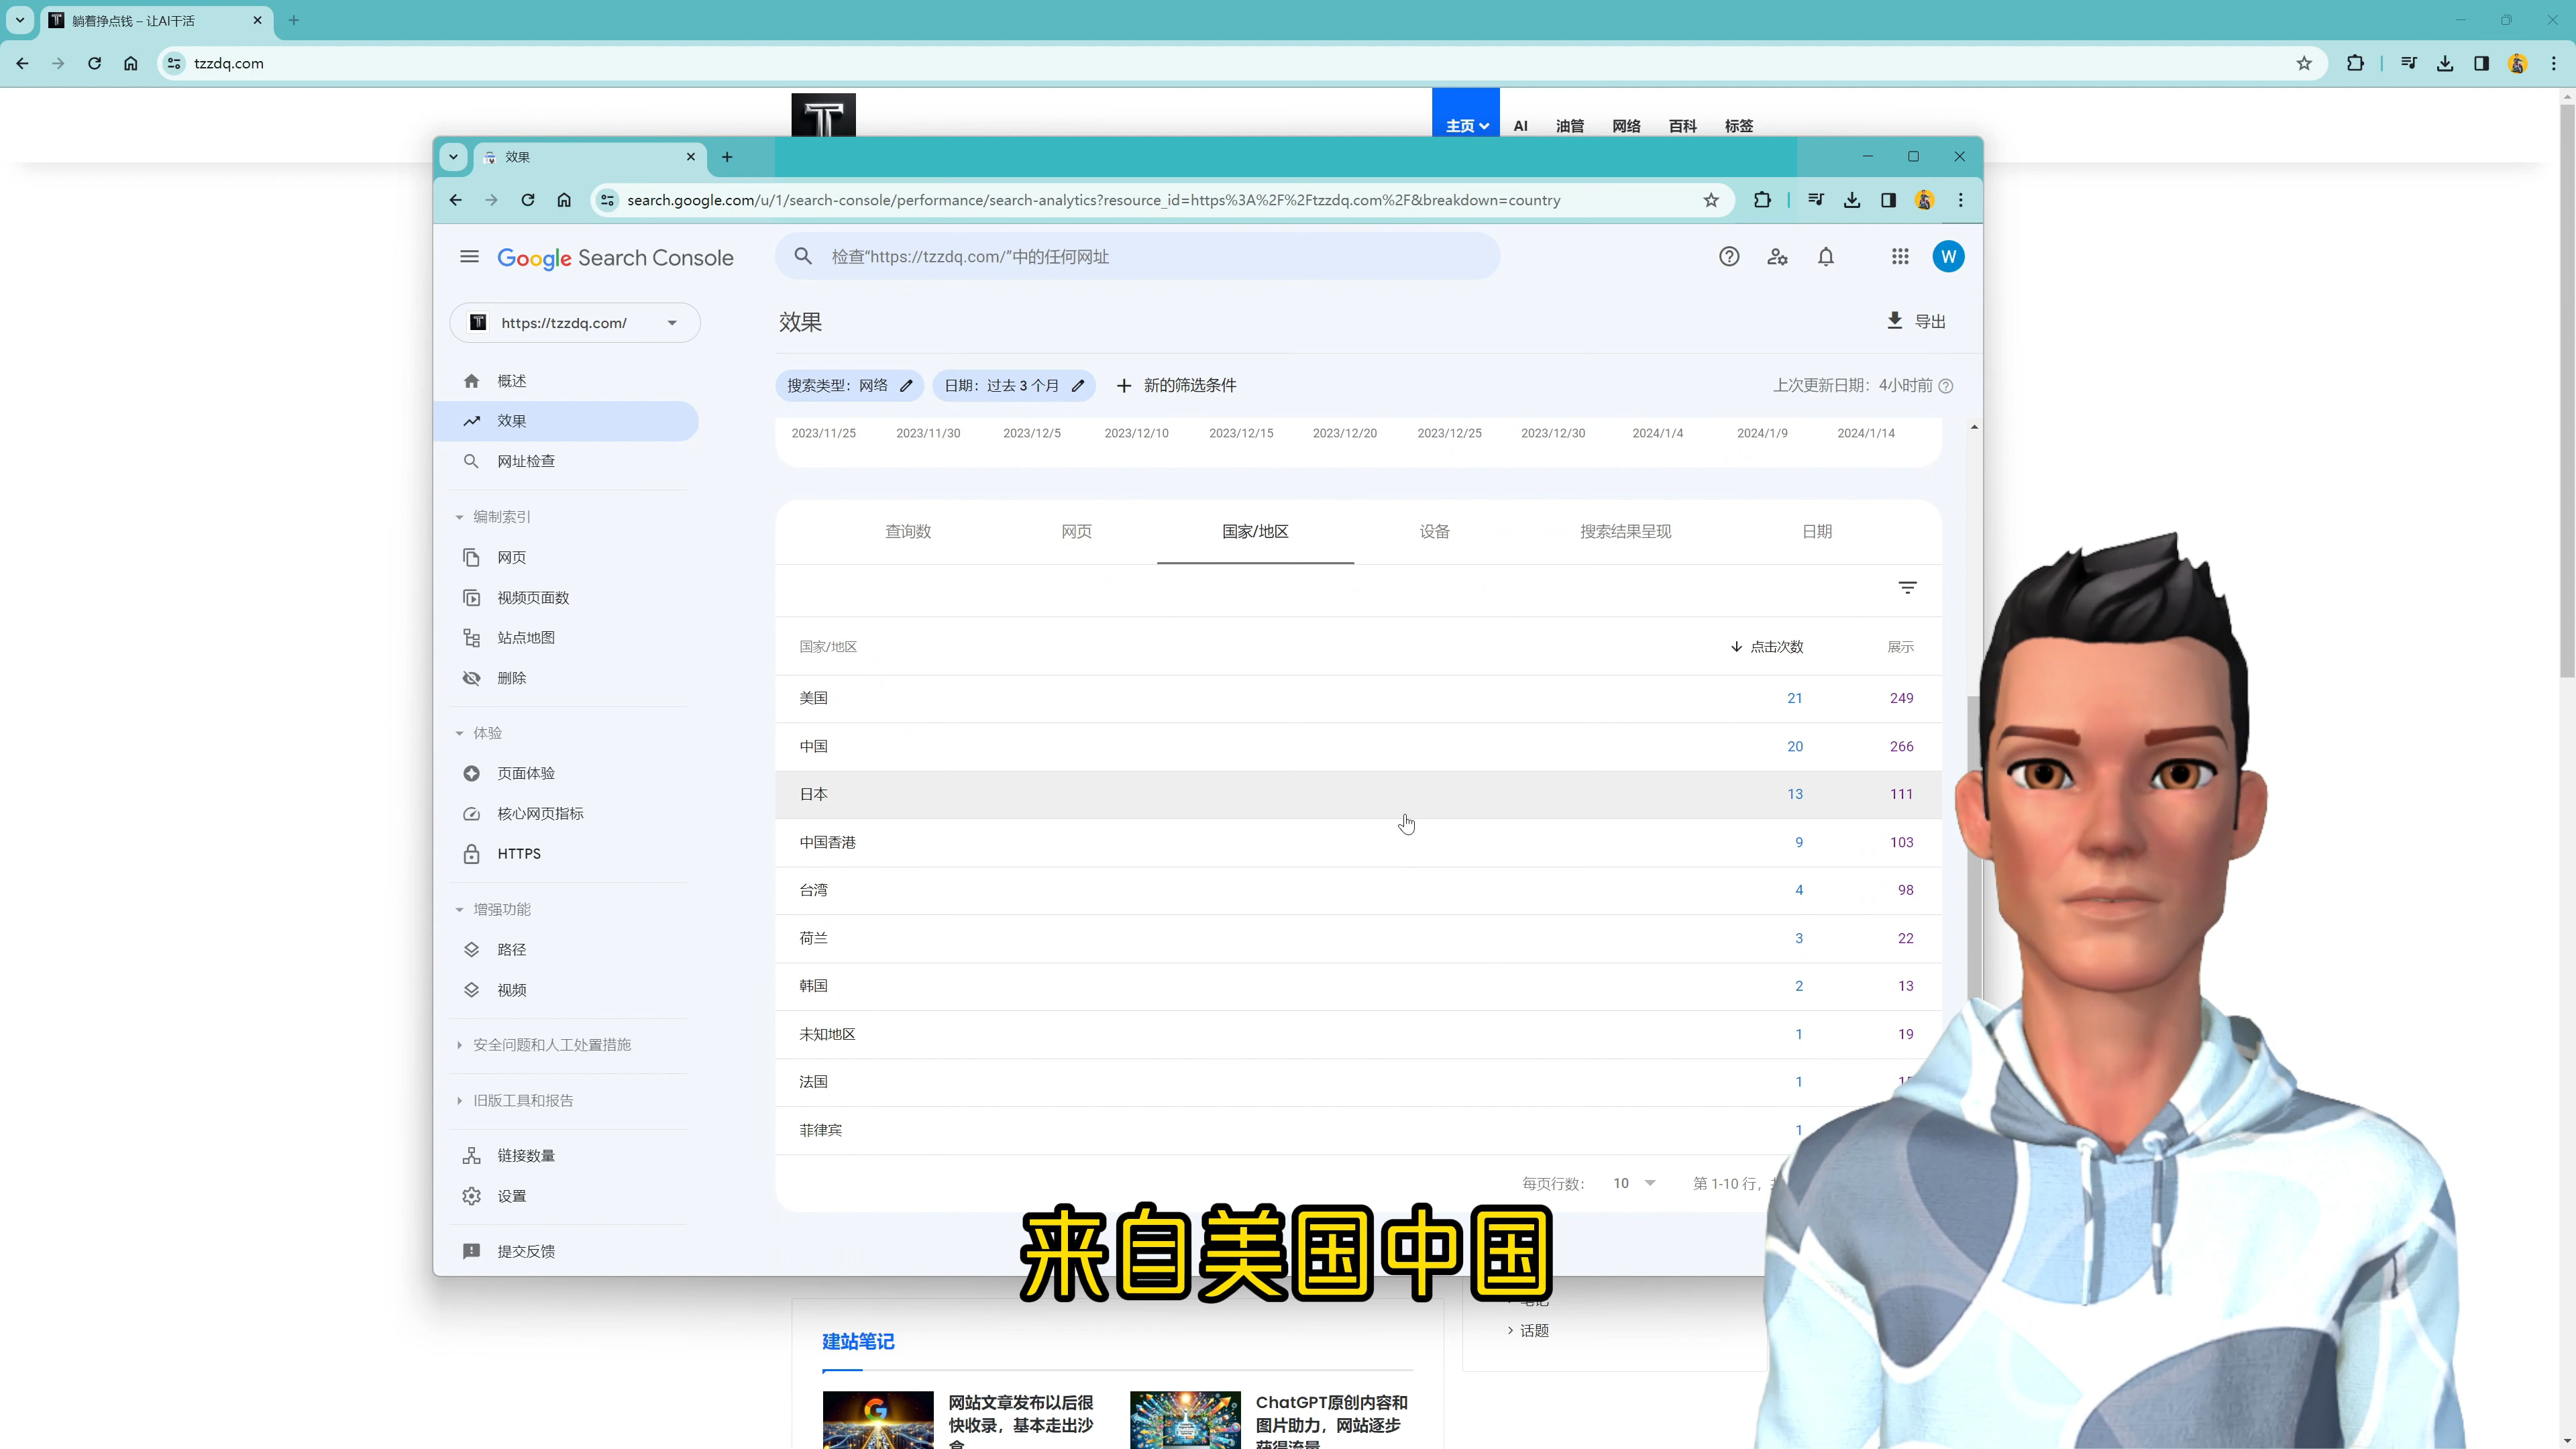 躺着挣点钱 – 让AI干活
tzzdq.com
主页 AI 油管 网络 百科 标签
效果
search.google.com/u/1/search-console/performance/search-analytics?resource_id=https%3A%2F%2Ftzzdq.com%2F&breakdown=country
Google Search Console
检查“https://tzzdq.com/”中的任何网址
W
https://tzzdq.com/
效果
导出
概述
效果
网址检查
编制索引
网页
视频页面数
站点地图
删除
体验
页面体验
核心网页指标
HTTPS
增强功能
路径
视频
安全问题和人工处置措施
旧版工具和报告
链接数量
设置
提交反馈
搜索类型：网络 日期：过去 3 个月 新的筛选条件 上次更新日期：4小时前
2023/11/25 2023/11/30 2023/12/5 2023/12/10 2023/12/15 2023/12/20 2023/12/25 2023/12/30 2024/1/4 2024/1/9 2024/1/14
查询数 网页 国家/地区 设备 搜索结果呈现 日期
国家/地区 点击次数 展示
美国 21 249
中国 20 266
日本 13 111
中国香港 9 103
台湾 4 98
荷兰 3 22
韩国 2 13
未知地区 1 19
法国 1
菲律宾 1
每页行数： 10 第 1-10 行，
来自美国中国
话题
建站笔记
网站文章发布以后很
快收录，基本走出沙
ChatGPT原创内容和
图片助力，网站逐步